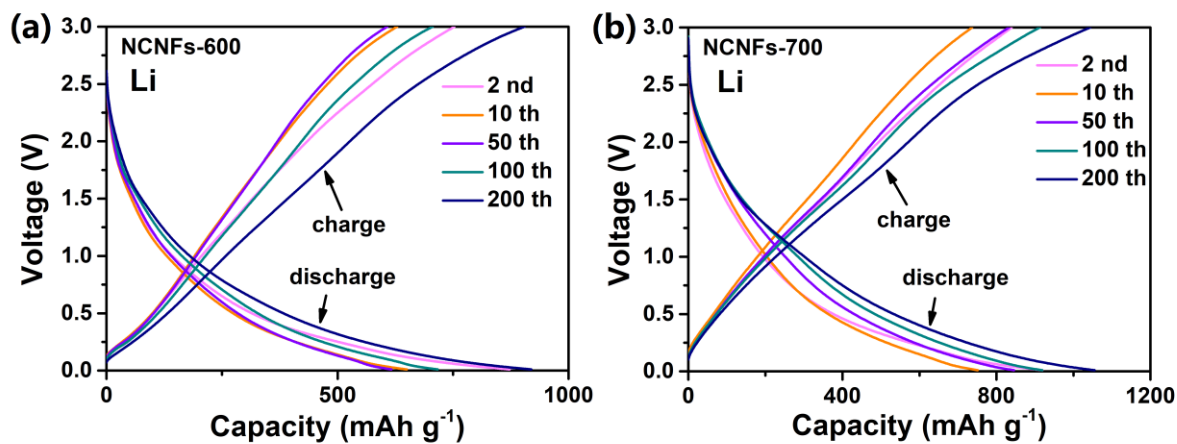 (a)
NCNFs-600
Li
2 nd
10 th
50 th
100 th
200 th
charge
discharge
3.0
2.5
2.0
1.5
1.0
0.5
0.0
Voltage (V)
0
250
500
750
1000
Capacity (mAh g⁻¹)
(b)
NCNFs-700
Li
2 nd
10 th
50 th
100 th
200 th
charge
discharge
3.0
2.5
2.0
1.5
1.0
0.5
0.0
Voltage (V)
0
400
800
1200
Capacity (mAh g⁻¹)